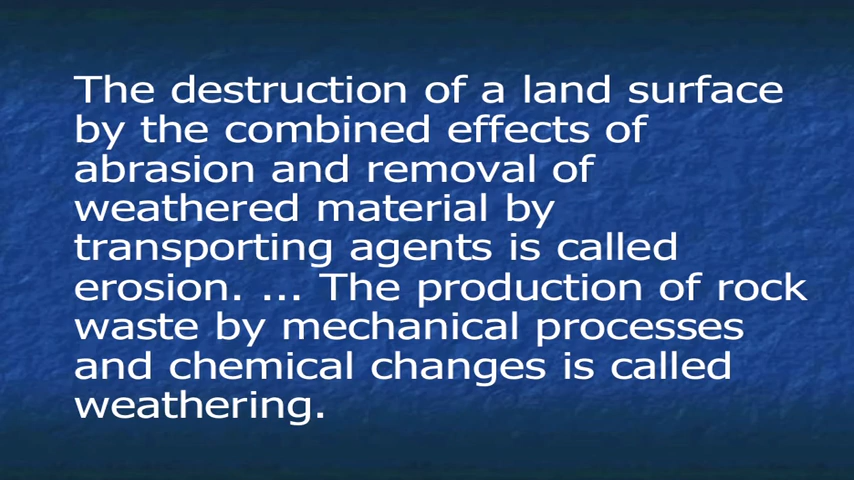 The destruction of a land surface
by the combined effects of
abrasion and removal of
weathered material by
transporting agents is called
erosion. ... The production of rock
waste by mechanical processes
and chemical changes is called
weathering.